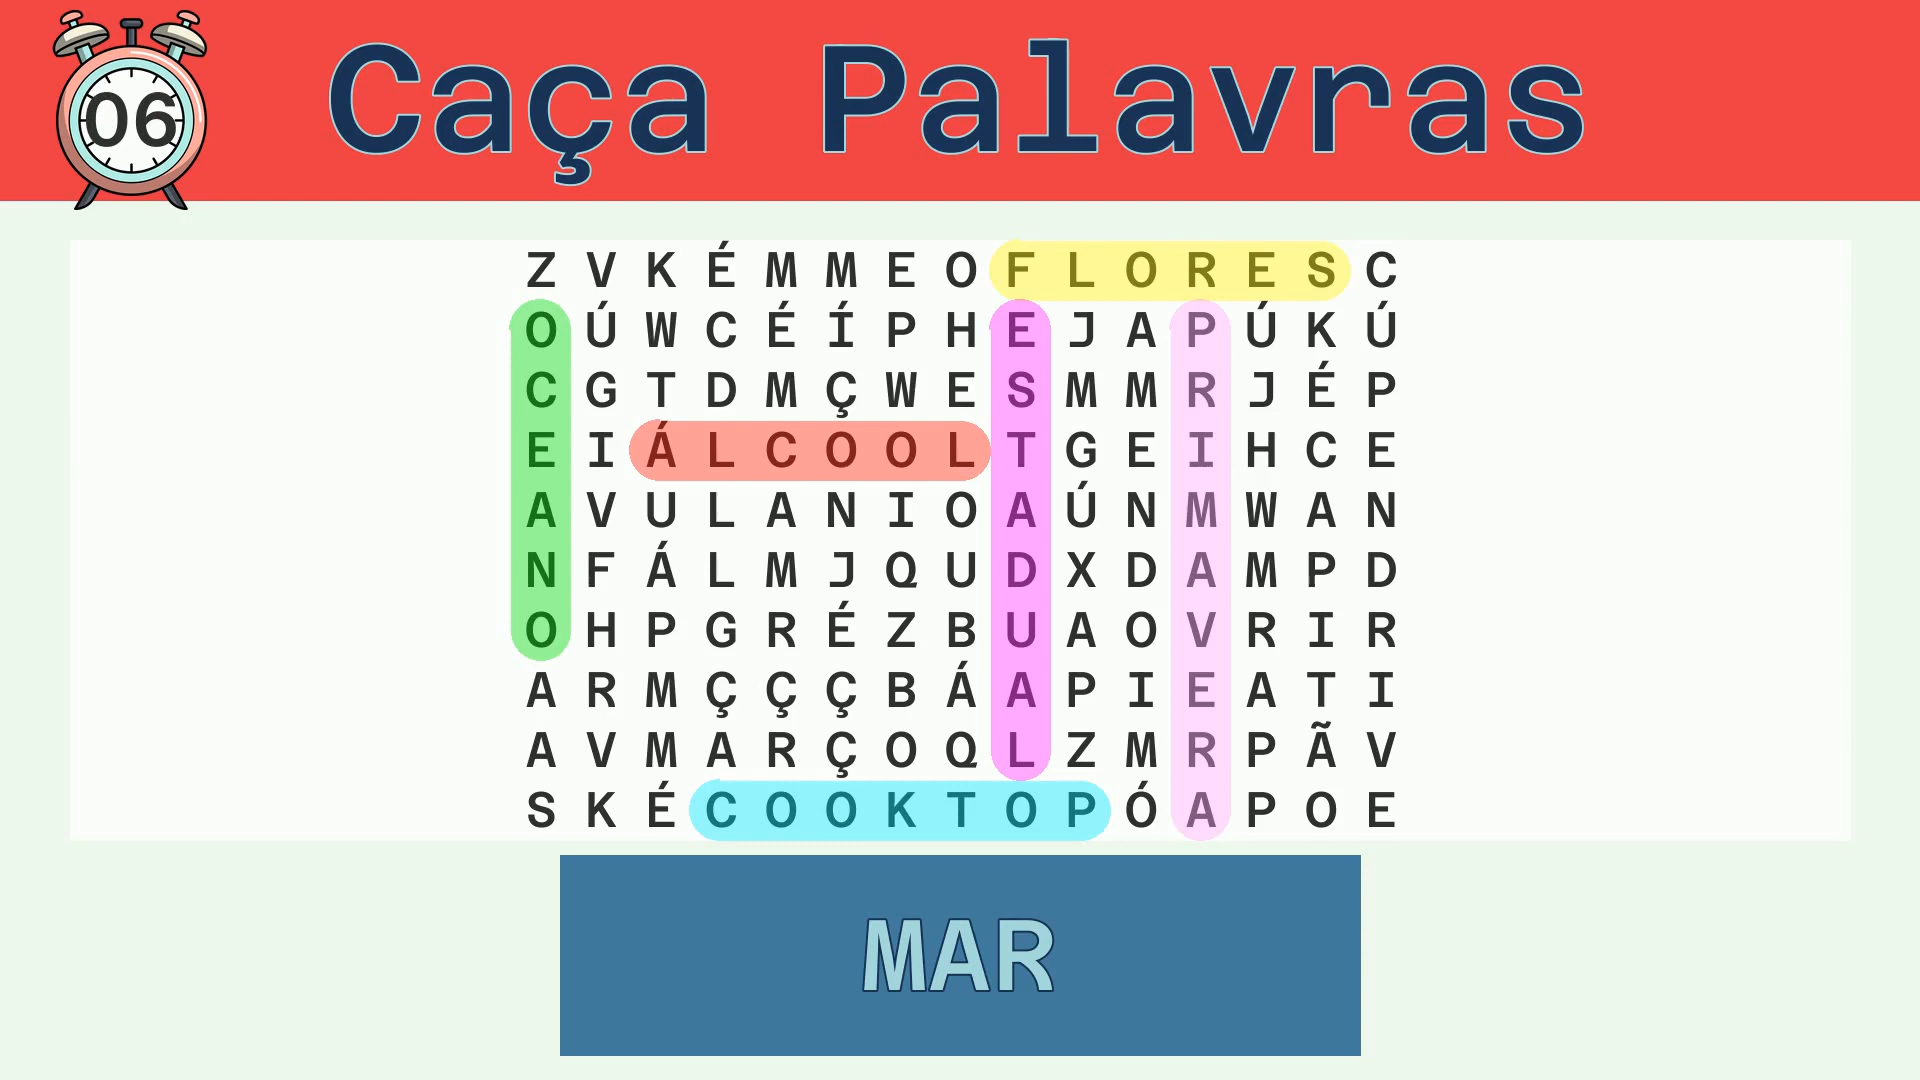 06
Caça Palavras
Z V K É M M E O F L O R E S C
O Ú W C É Í P H E J A P Ú K Ú
C G T D M Ç W E S M M R J É P
E I Á L C O O L T G E I H C E
A V U L A N I O A Ú N M W A N
N F Á L M J Q U D X D A M P D
O H P G R É Z B U A O V R I R
A R M Ç Ç Ç B Á A P I E A T I
A V M A R Ç O Q L Z M R P Ã V
S K É C O O K T O P Ó A P O E
MAR